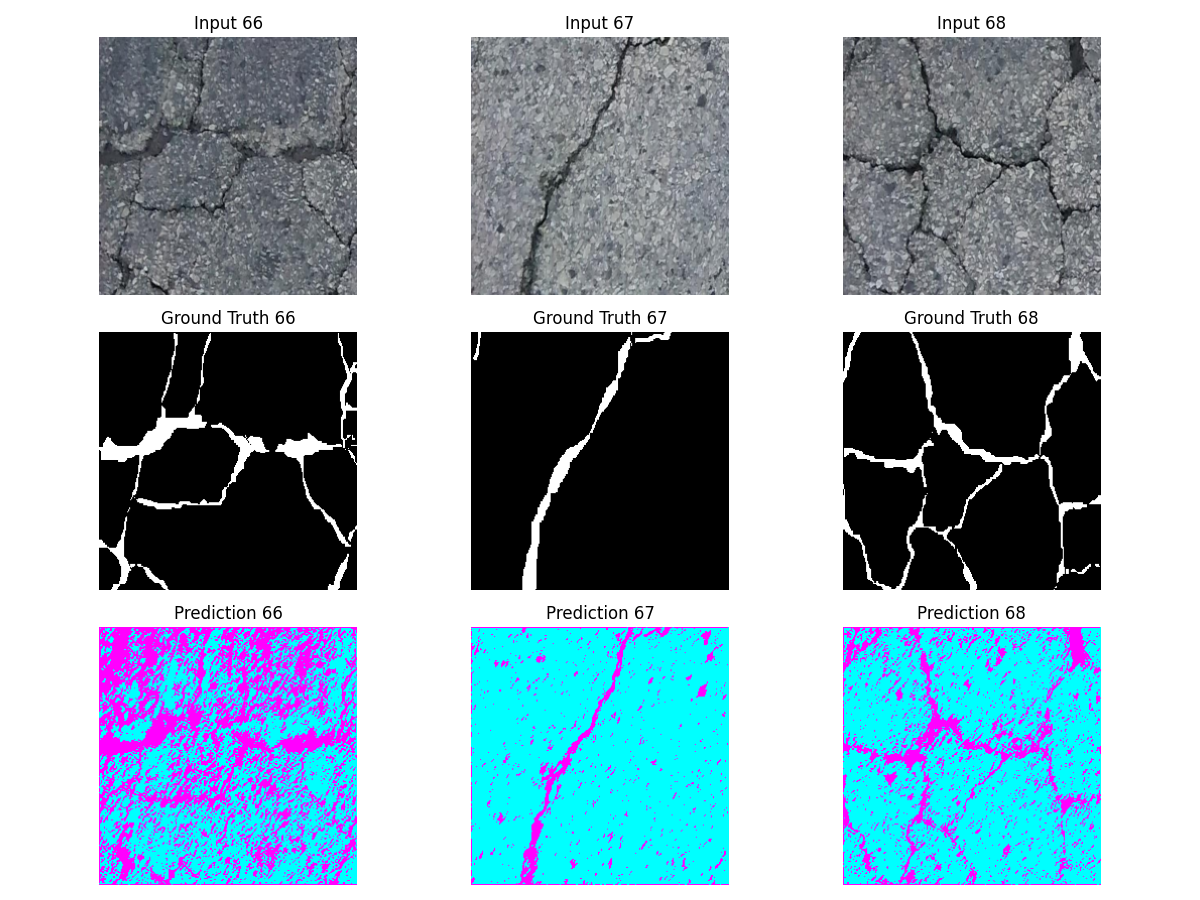 Input 66
Input 67
Input 68
Ground Truth 66
Ground Truth 67
Ground Truth 68
Prediction 66
Prediction 67
Prediction 68